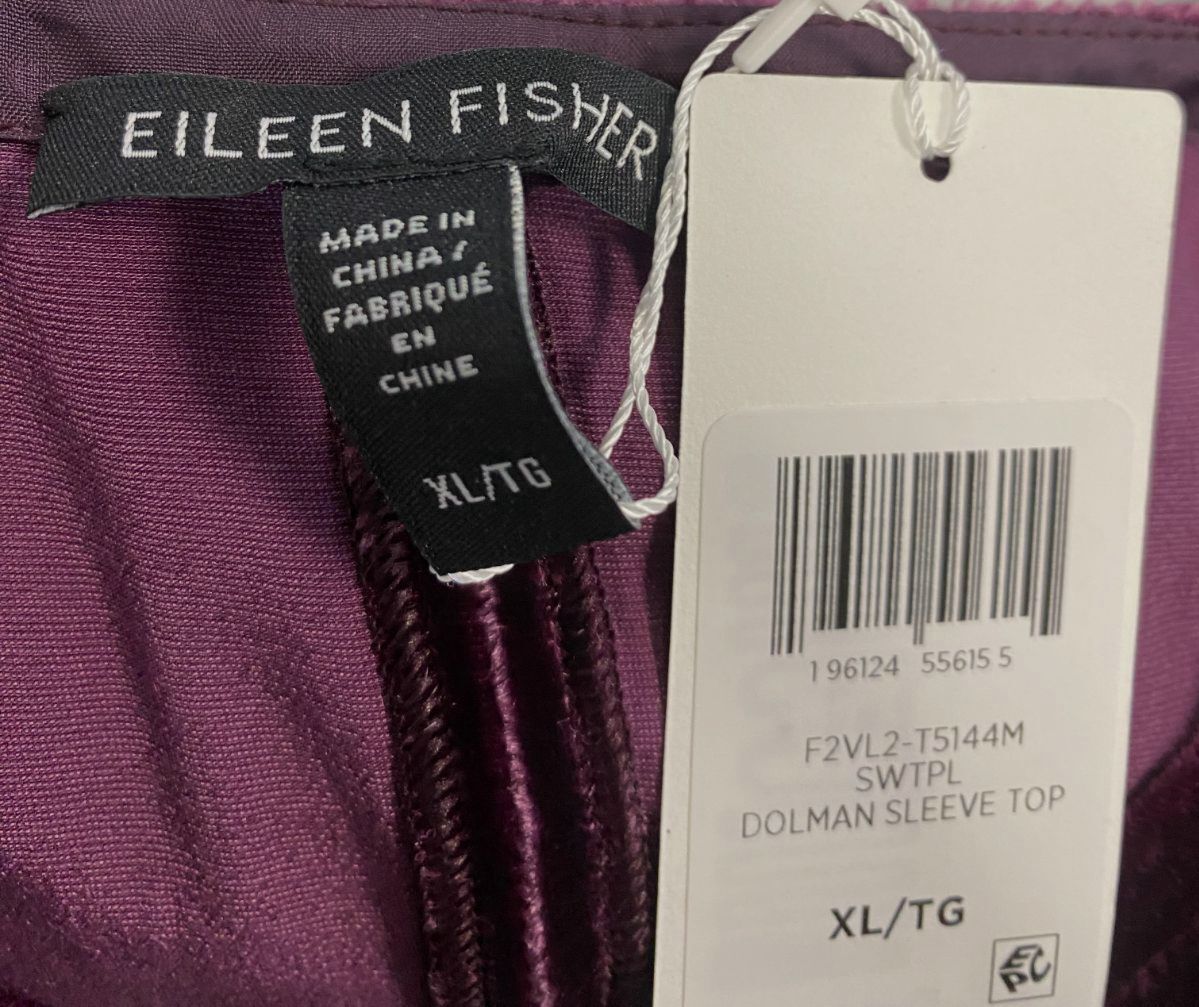 EILEEN FISHER
MADE IN
CHINA /
FABRIQUÉ
EN
CHINE
XL/TG
1 96124 55615 5
F2VL2-T5144M
SWTPL
DOLMAN SLEEVE TOP
XL/TG
EPC